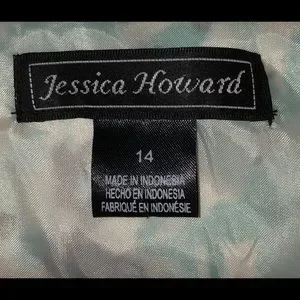 Jessica Howard
14
MADE IN INDONESIA
HECHO EN INDONESIA
FABRIQUÉ EN INDONÉSIE